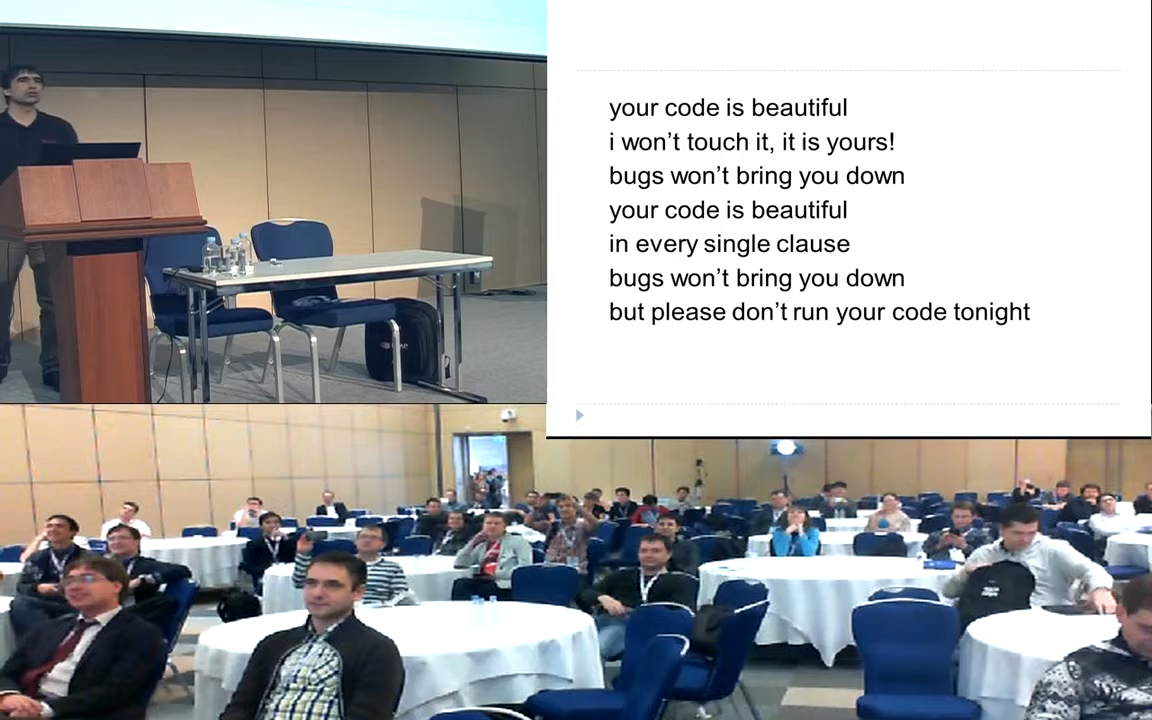 your code is beautiful
i won't touch it, it is yours!
bugs won't bring you down
your code is beautiful
in every single clause
bugs won't bring you down
but please don't run your code tonight